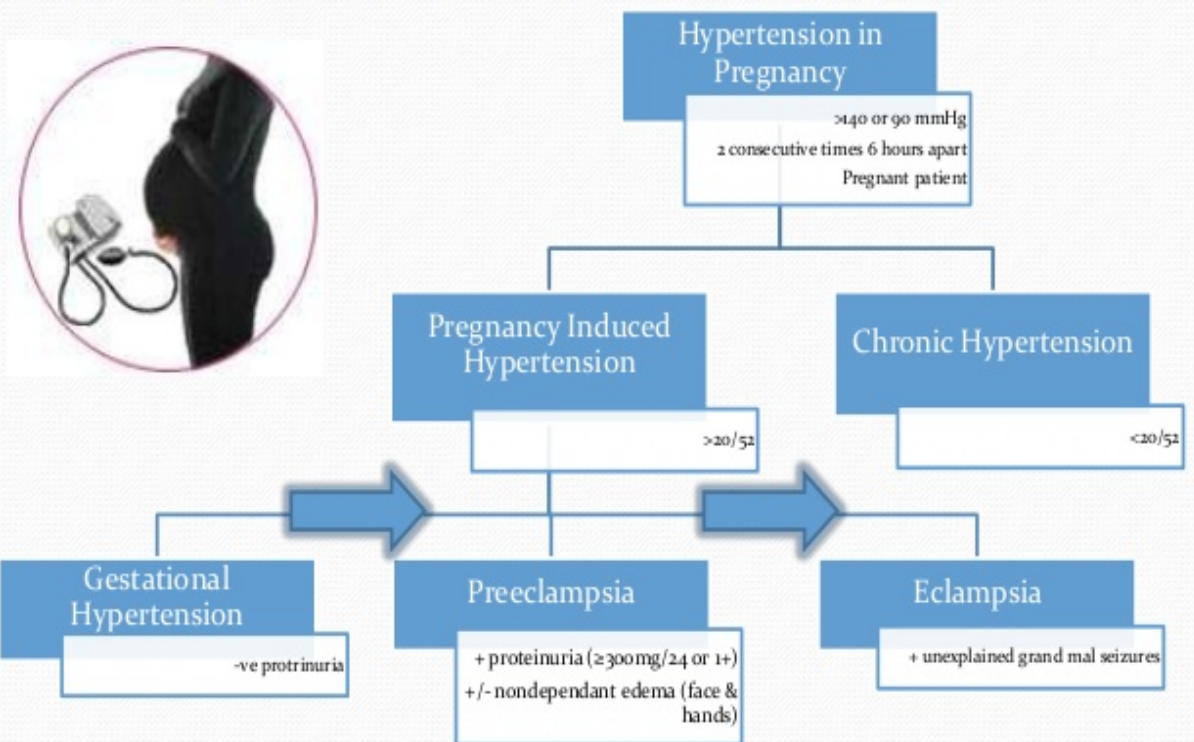 Hypertension in
Pregnancy
>140 or 90 mmHg
2 consecutive times 6 hours apart
Pregnant patient
Pregnancy Induced
Hypertension
>20/52
Chronic Hypertension
<20/52
Gestational
Hypertension
-ve protrinuria
Preeclampsia
+ proteinuria (≥300mg/24 or 1+)
+/- nondependant edema (face &
hands)
Eclampsia
+ unexplained grand mal seizures